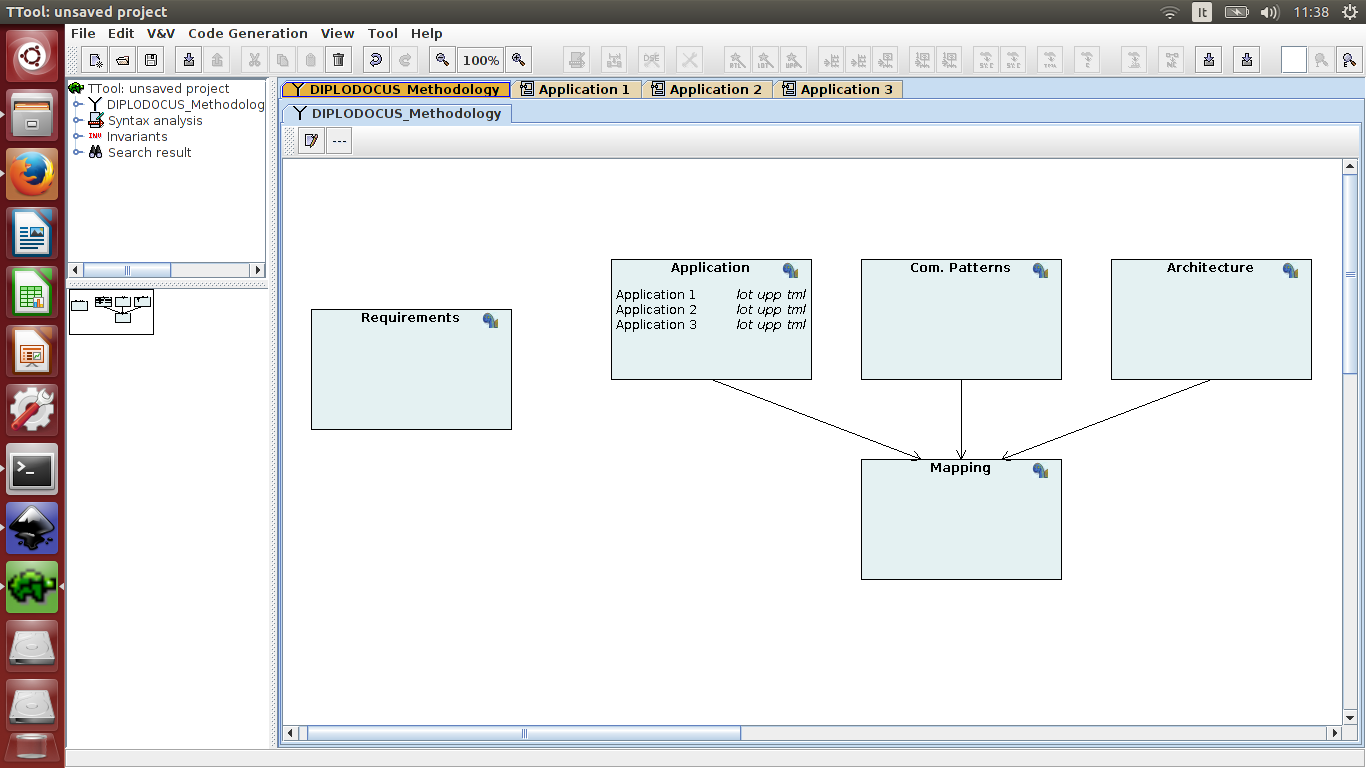 TTool: unsaved project
It
11:38
File Edit V&V Code Generation View Tool Help
100%
TTool: unsaved project
DIPLODOCUS_Methodolog
Syntax analysis
INV Invariants
Search result
DIPLODOCUS_Methodology Application 1 Application 2 Application 3
DIPLODOCUS_Methodology
---
Requirements
Application
Application 1 lot upp tml
Application 2 lot upp tml
Application 3 lot upp tml
Com. Patterns
Architecture
Mapping